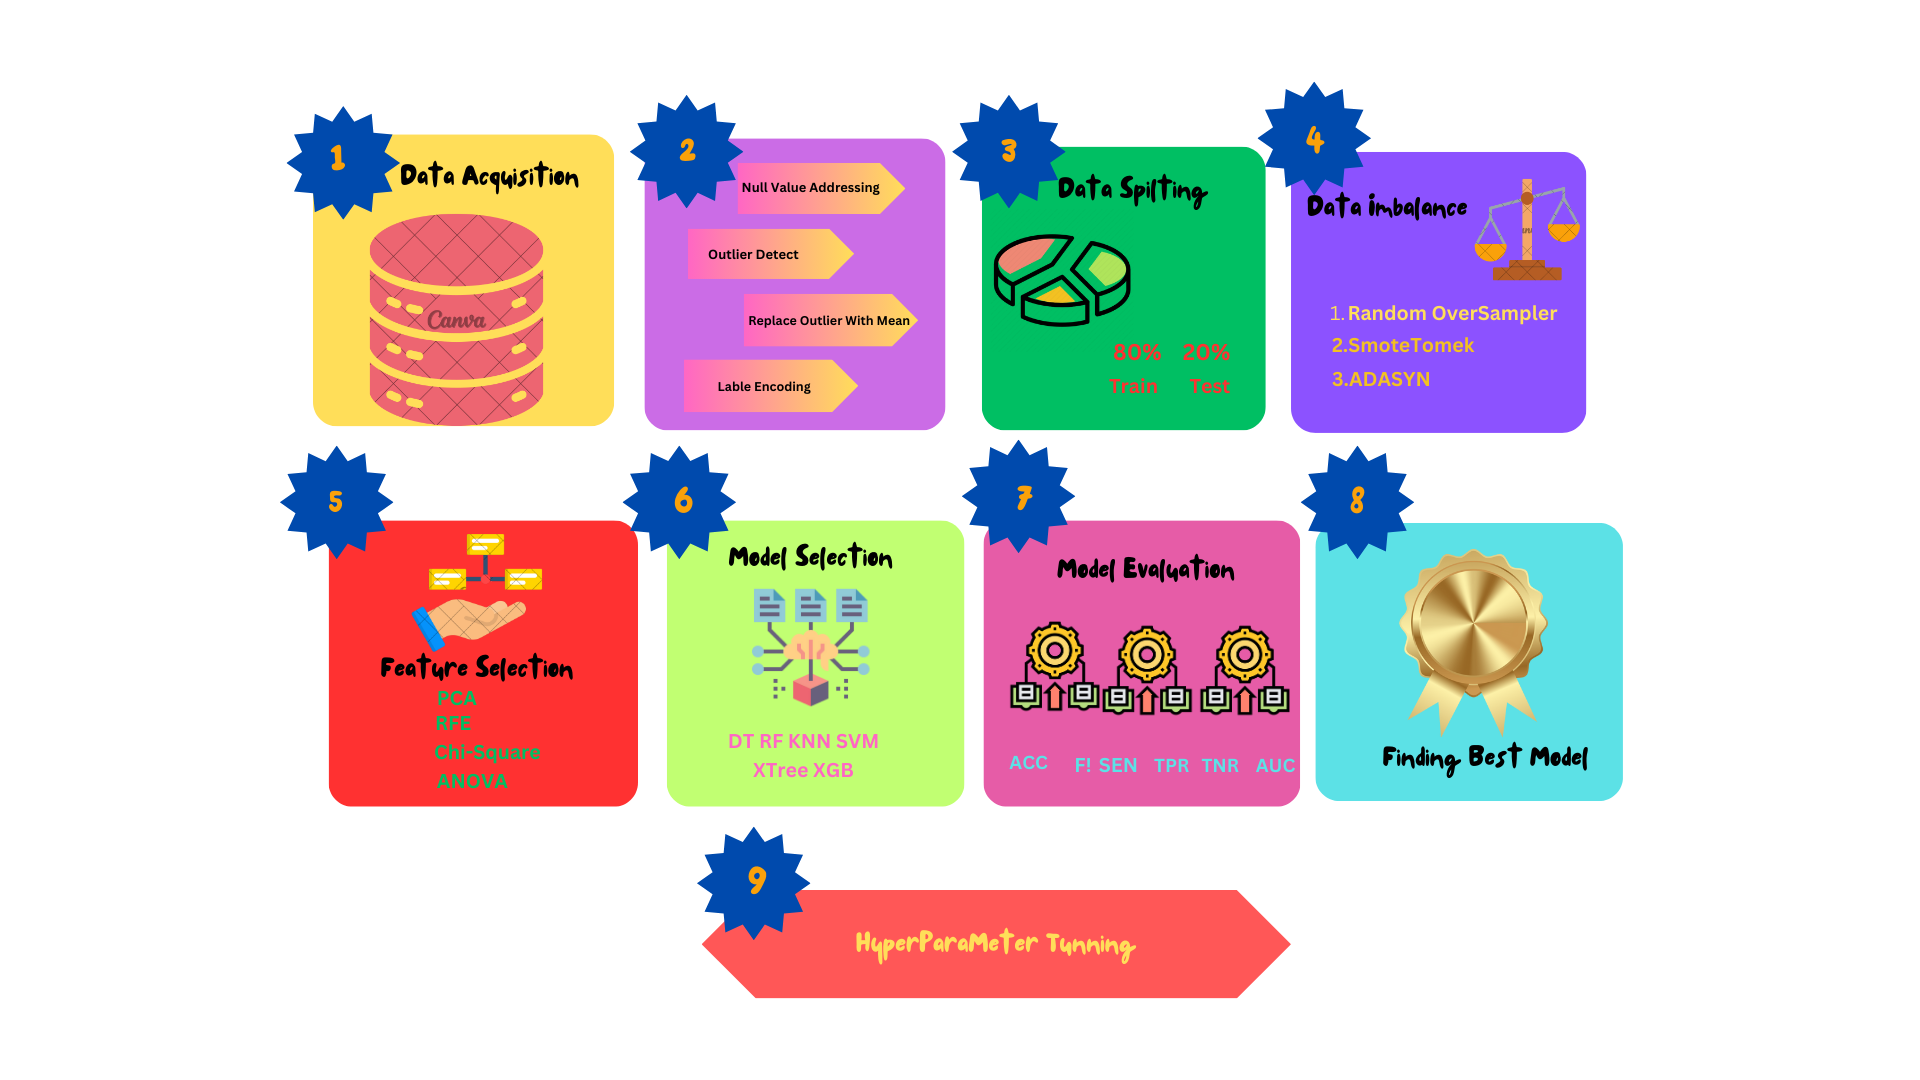 1
Data Acquisition
Canva
2
Null Value Addressing
Outlier Detect
Replace Outlier With Mean
Lable Encoding
3
Data Spilting
80% 20%
Train Test
4
Data imbalance
1. Random OverSampler
2.SmoteTomek
3.ADASYN
5
Feature Selection
PCA
RFE
Chi-Square
ANOVA
6
Model Selection
DT RF KNN SVM
XTree XGB
7
Model Evaluation
ACC F! SEN TPR TNR AUC
8
Finding Best Model
9
HyperParaMeter Tunning